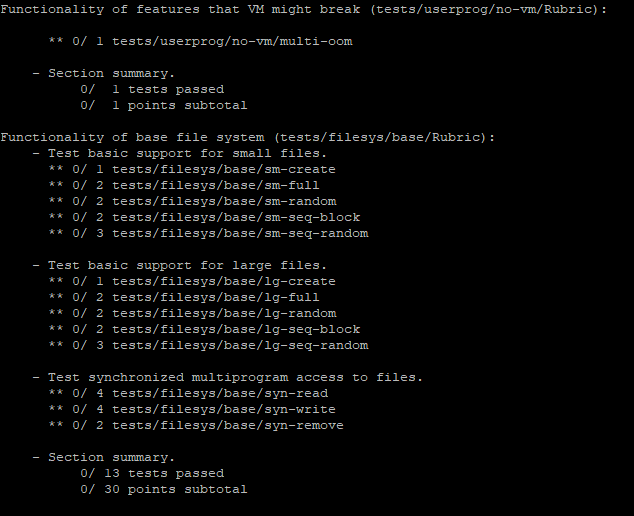 Functionality of features that VM might break (tests/userprog/no-vm/Rubric):
** 0/ 1 tests/userprog/no-vm/multi-oom
- Section summary.
0/ 1 tests passed
0/ 1 points subtotal
Functionality of base file system (tests/filesys/base/Rubric):
- Test basic support for small files.
** 0/ 1 tests/filesys/base/sm-create
** 0/ 2 tests/filesys/base/sm-full
** 0/ 2 tests/filesys/base/sm-random
** 0/ 2 tests/filesys/base/sm-seq-block
** 0/ 3 tests/filesys/base/sm-seq-random
- Test basic support for large files.
** 0/ 1 tests/filesys/base/lg-create
** 0/ 2 tests/filesys/base/lg-full
** 0/ 2 tests/filesys/base/lg-random
** 0/ 2 tests/filesys/base/lg-seq-block
** 0/ 3 tests/filesys/base/lg-seq-random
- Test synchronized multiprogram access to files.
** 0/ 4 tests/filesys/base/syn-read
** 0/ 4 tests/filesys/base/syn-write
** 0/ 2 tests/filesys/base/syn-remove
- Section summary.
0/ 13 tests passed
0/ 30 points subtotal